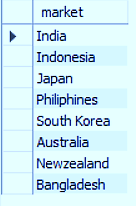 market
India
Indonesia
Japan
Philiphines
South Korea
Australia
Newzealand
Bangladesh